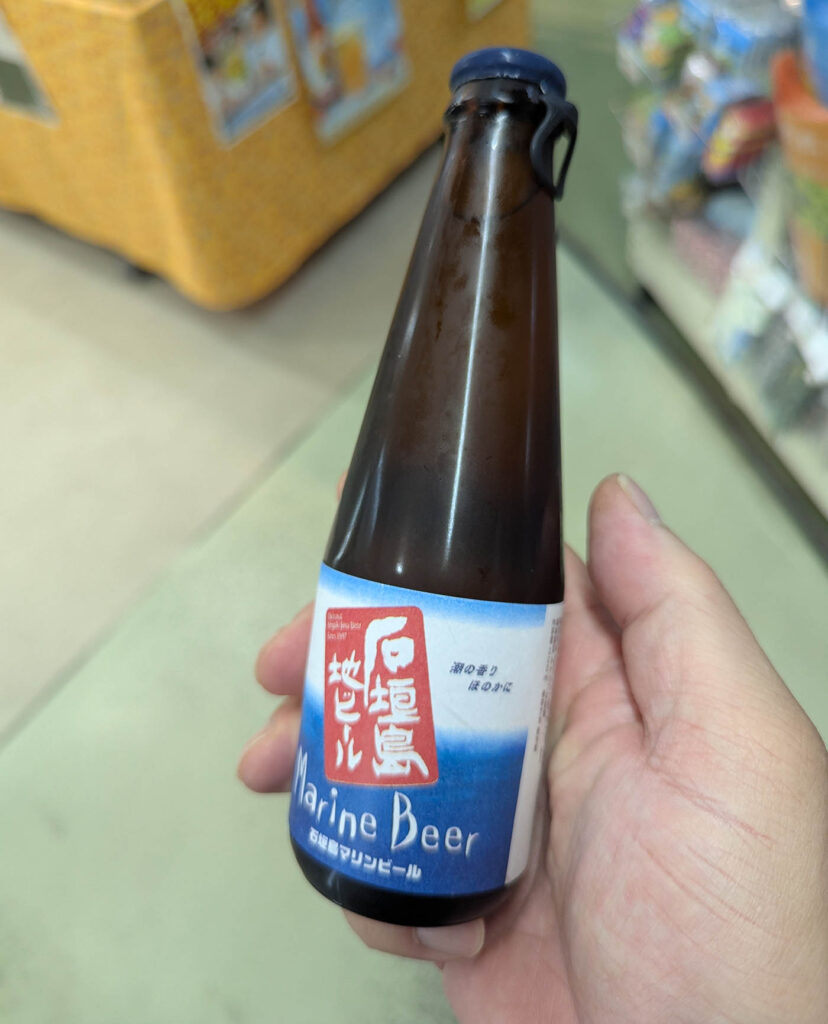 石垣島
地ビール
潮の香り
ほのかに
Marine Beer
石垣島マリンビール